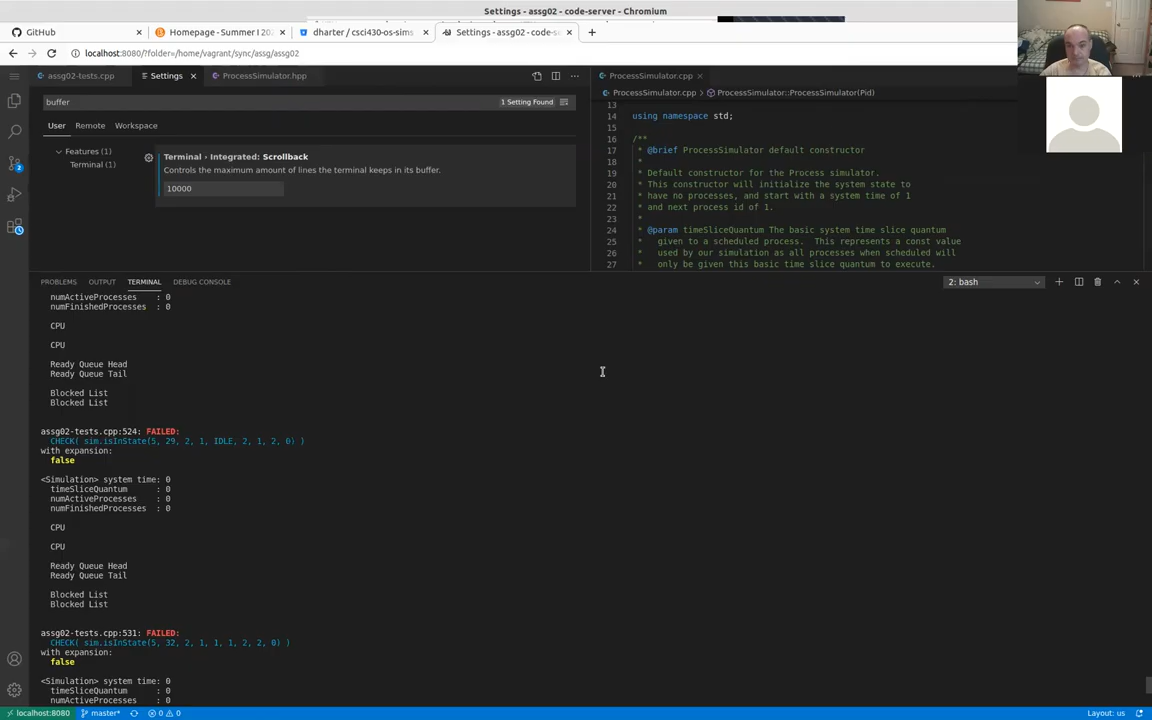 Settings - assg02 - code-server - Chromium
GitHub
Homepage - Summer I 202
dharter / csci430-os-sims
Settings - assg02 - code-se
localhost:8080/?folder=/home/vagrant/sync/assg/assg02
assg02-tests.cpp
Settings
ProcessSimulator.hpp
ProcessSimulator.cpp
buffer
1 Setting Found
ProcessSimulator.cpp > ProcessSimulator::ProcessSimulator(Pid)
User
Remote
Workspace
Features (1)
Terminal (1)
Terminal › Integrated: Scrollback
Controls the maximum amount of lines the terminal keeps in its buffer.
10000
13
14 using namespace std;
15
16 /**
17 * @brief ProcessSimulator default constructor
18 *
19 * Default constructor for the Process simulator.
20 * This constructor will initialize the system state to
21 * have no processes, and start with a system time of 1
22 * and next process id of 1.
23 *
24 * @param timeSliceQuantum The basic system time slice quantum
25 * given to a scheduled process. This represents a const value
26 * used by our simulation as all processes when scheduled will
27 * only be given this basic time slice quantum to execute.
PROBLEMS
OUTPUT
TERMINAL
DEBUG CONSOLE
2: bash
numActiveProcesses : 0
numFinishedProcesses : 0
CPU
CPU
Ready Queue Head
Ready Queue Tail
Blocked List
Blocked List
assg02-tests.cpp:524: FAILED:
CHECK( sim.isInState(5, 29, 2, 1, IDLE, 2, 1, 2, 0) )
with expansion:
false
<Simulation> system time: 0
timeSliceQuantum : 0
numActiveProcesses : 0
numFinishedProcesses : 0
CPU
CPU
Ready Queue Head
Ready Queue Tail
Blocked List
Blocked List
assg02-tests.cpp:531: FAILED:
CHECK( sim.isInState(5, 32, 2, 1, 1, 1, 2, 2, 0) )
with expansion:
false
<Simulation> system time: 0
timeSliceQuantum : 0
numActiveProcesses : 0
2
localhost:8080
master*
0
0
Layout: us